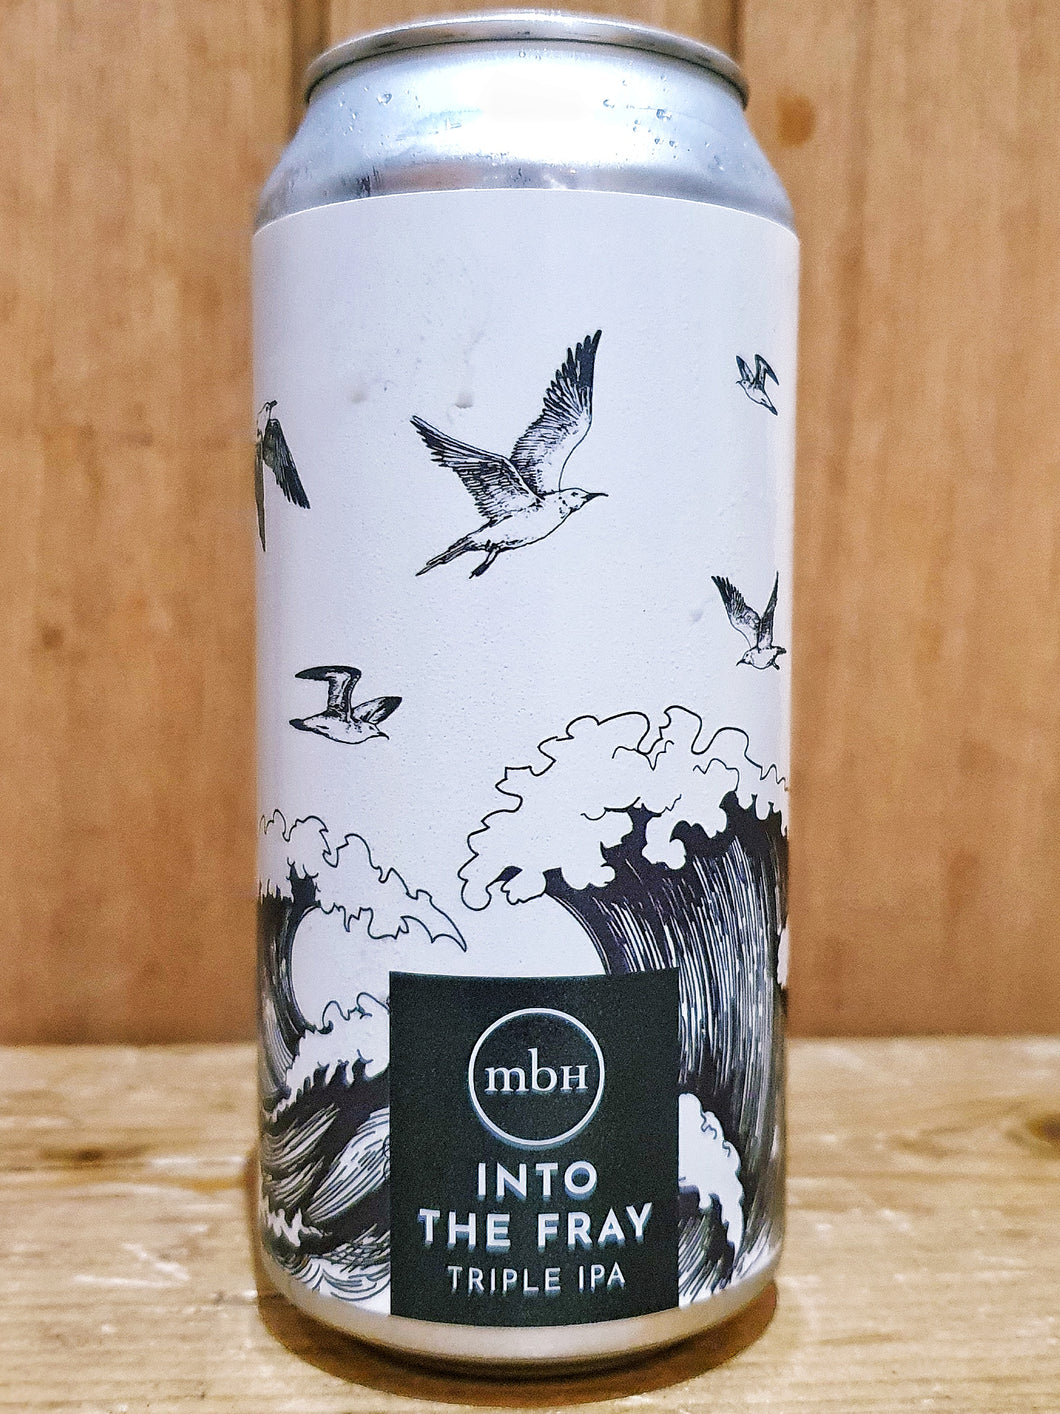 mbH
INTO
THE FRAY
TRIPLE IPA